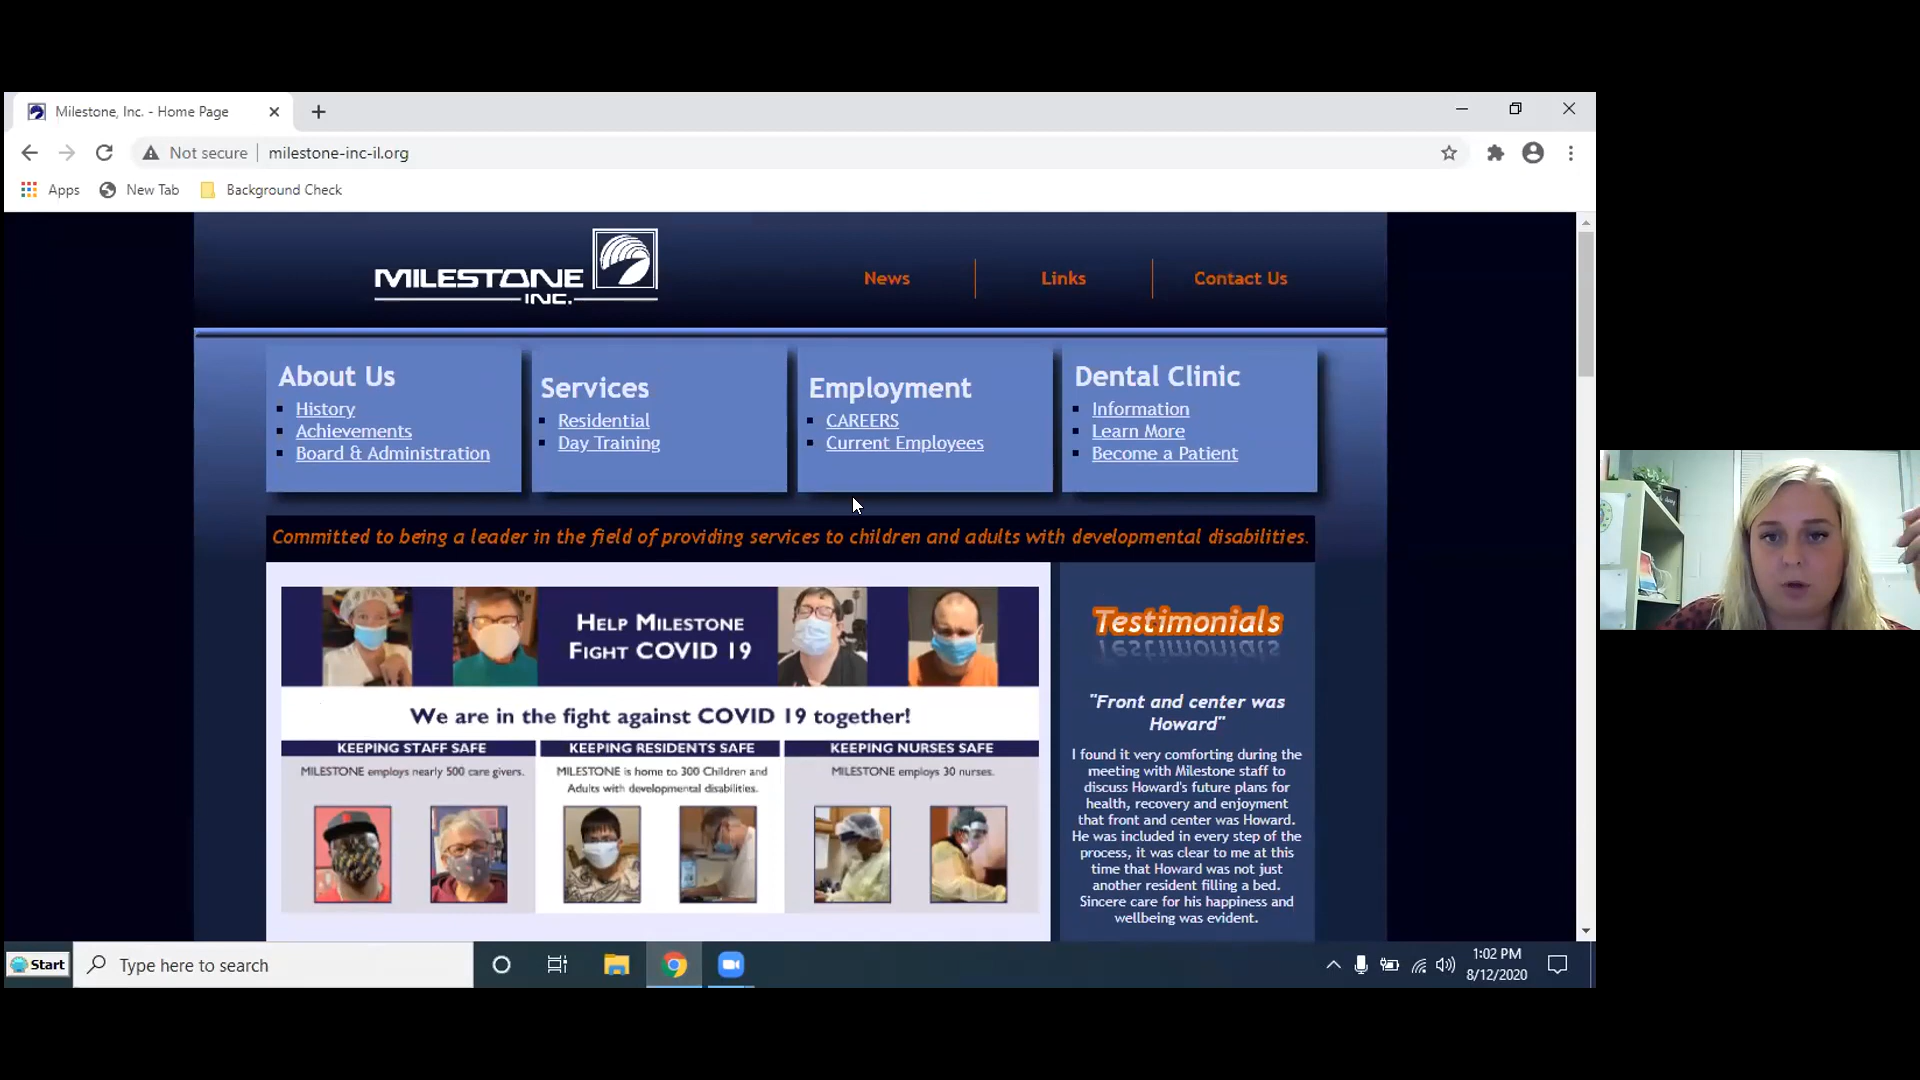 Milestone, Inc. - Home Page
Not secure
milestone-inc-il.org
Apps
New Tab
Background Check
MILESTONE
INC.
News
Links
Contact Us
About Us
History
Achievements
Board & Administration
Services
Residential
Day Training
Employment
CAREERS
Current Employees
Dental Clinic
Information
Learn More
Become a Patient
Committed to being a leader in the field of providing services to children and adults with developmental disabilities.
HELP MILESTONE
FIGHT COVID 19
We are in the fight against COVID 19 together!
KEEPING STAFF SAFE
MILESTONE employs nearly 500 care givers.
KEEPING RESIDENTS SAFE
MILESTONE is home to 300 Children and
Adults with developmental disabilities.
KEEPING NURSES SAFE
MILESTONE employs 30 nurses.
Testimonials
"Front and center was
Howard"
I found it very comforting during the
meeting with Milestone staff to
discuss Howard's future plans for
health, recovery and enjoyment
that front and center was Howard.
He was included in every step of the
process, it was clear to me at this
time that Howard was not just
another resident filling a bed.
Sincere care for his happiness and
wellbeing was evident.
Start
Type here to search
1:02 PM
8/12/2020